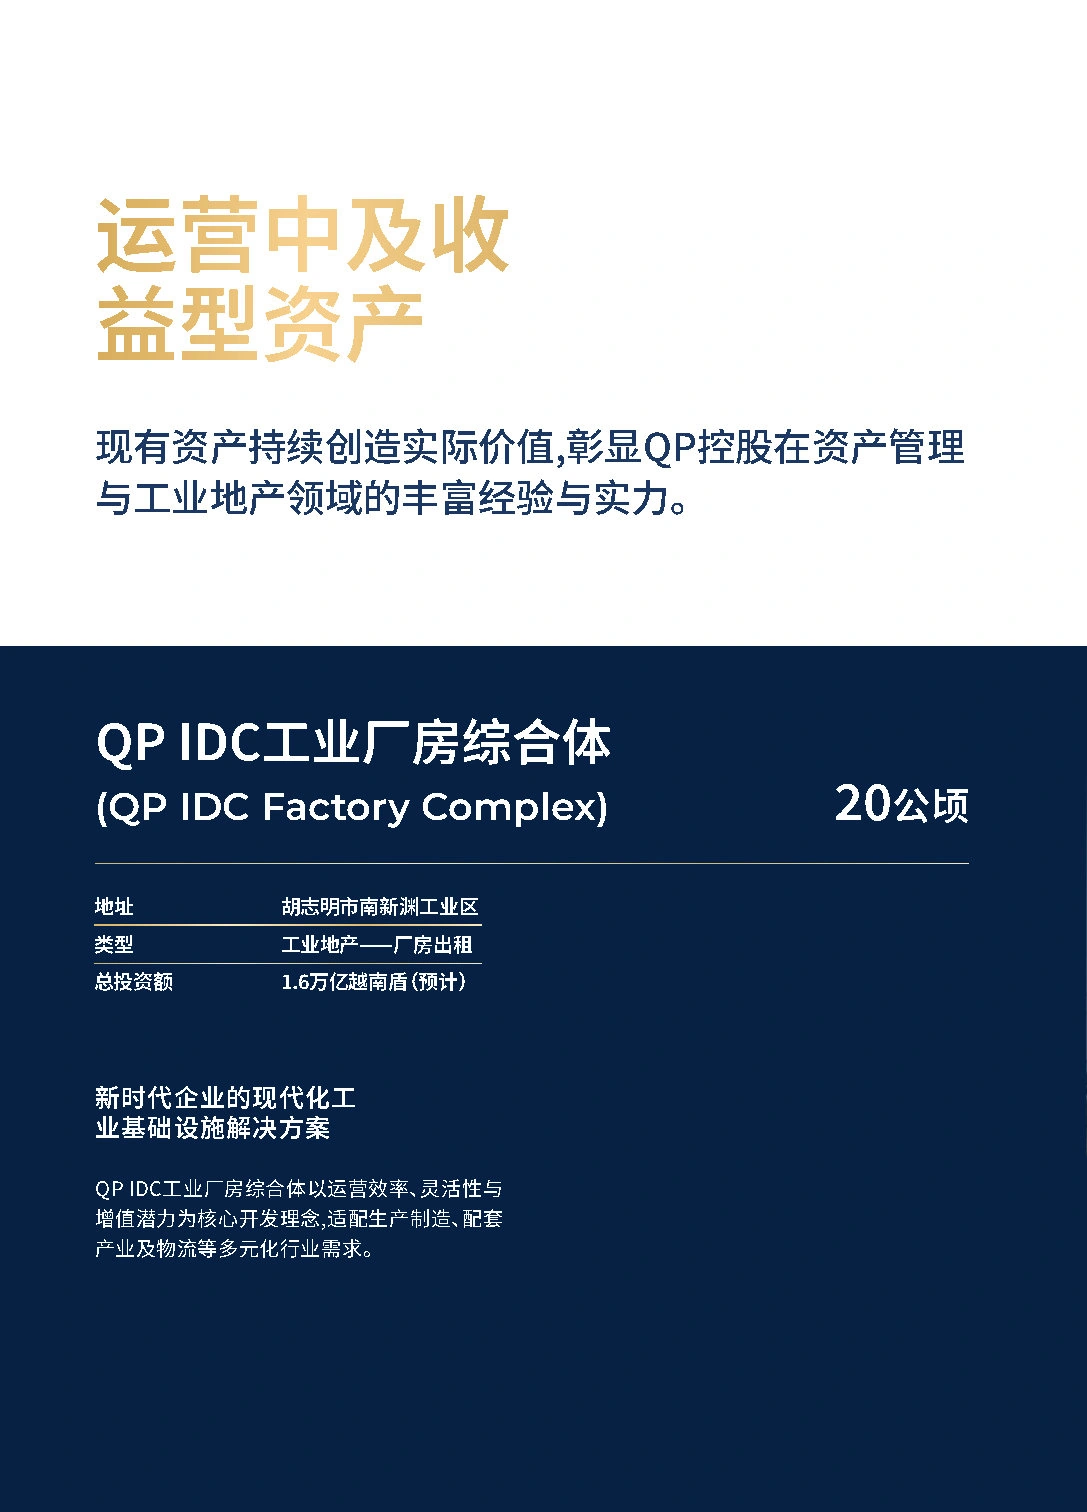 运营中及收
益型资产
现有资产持续创造实际价值,彰显QP控股在资产管理
与工业地产领域的丰富经验与实力。
QP IDC工业厂房综合体
(QP IDC Factory Complex)
20公顷
地址 胡志明市南新渊工业区
类型 工业地产——厂房出租
总投资额 1.6万亿越南盾(预计)
新时代企业的现代化工
业基础设施解决方案
QP IDC工业厂房综合体以运营效率、灵活性与
增值潜力为核心开发理念,适配生产制造、配套
产业及物流等多元化行业需求。